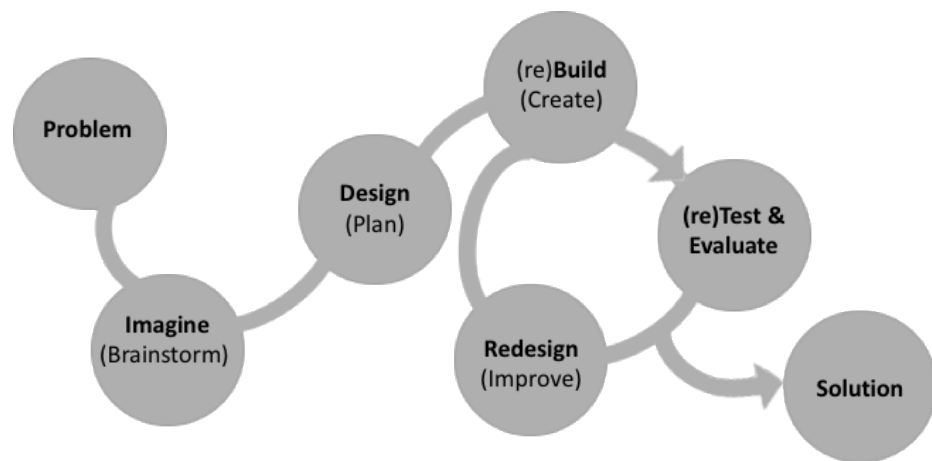 Problem
Imagine
(Brainstorm)
Design
(Plan)
(re)Build
(Create)
(re)Test &
Evaluate
Redesign
(Improve)
Solution